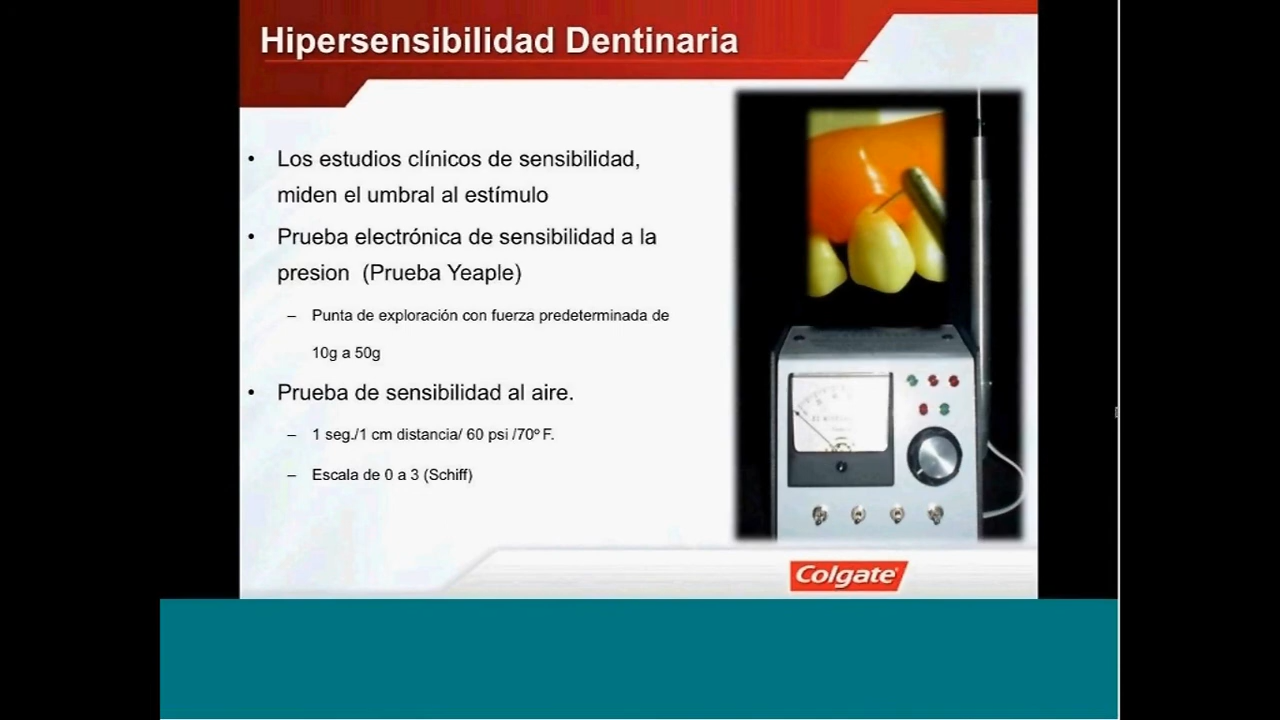 Hipersensibilidad Dentinaria
• Los estudios clínicos de sensibilidad,
miden el umbral al estímulo
• Prueba electrónica de sensibilidad a la
presion (Prueba Yeaple)
– Punta de exploración con fuerza predeterminada de
10g a 50g
• Prueba de sensibilidad al aire.
– 1 seg./1 cm distancia/ 60 psi /70º F.
– Escala de 0 a 3 (Schiff)
Colgate®